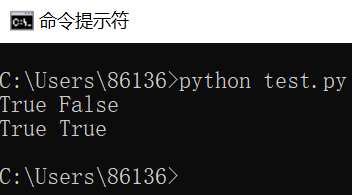 命令提示符
C:\Users\86136>python test.py
True False
True True
C:\Users\86136>